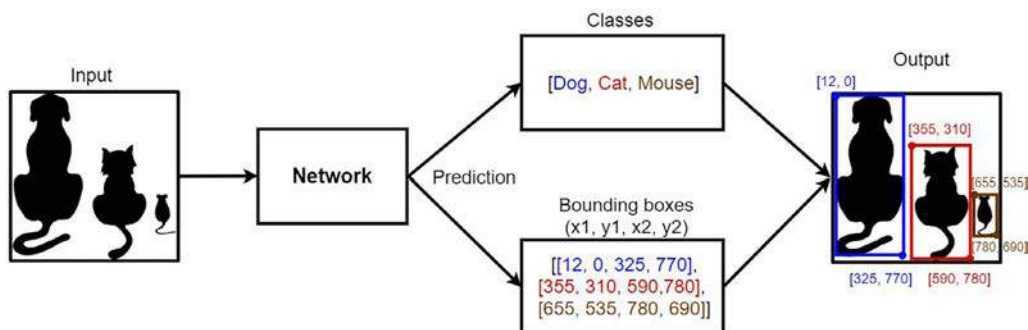 Input
Network
Prediction
Classes
[Dog, Cat, Mouse]
Bounding boxes
(x1, y1, x2, y2)
[[12, 0, 325, 770],
[355, 310, 590,780],
[655, 535, 780, 690]]
Output
[12, 0]
[355, 310]
[655, 535]
[780, 690]
[325, 770]
[590, 780]